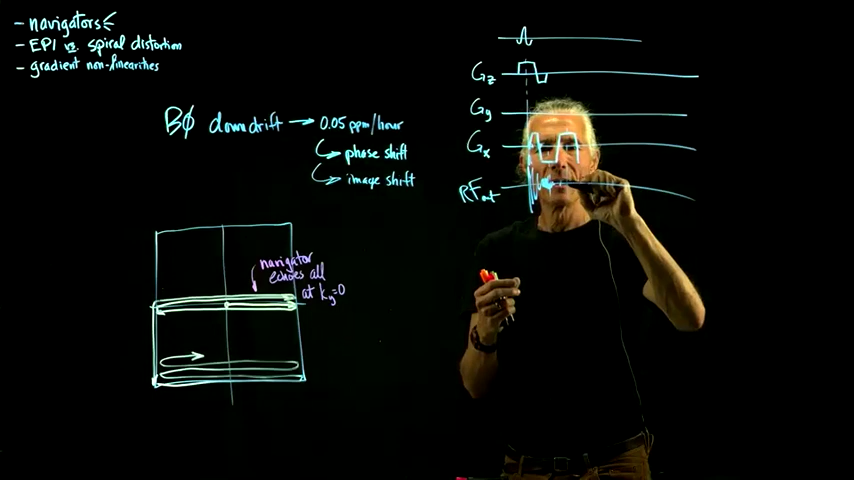 - navigators
- EPI vs. spiral distortion
- gradient non-linearities
BØ downdrift → 0.05 ppm/hour
phase shift
image shift
navigator
echoes all
at ky=0
Gz
Gy
Gx
RFout